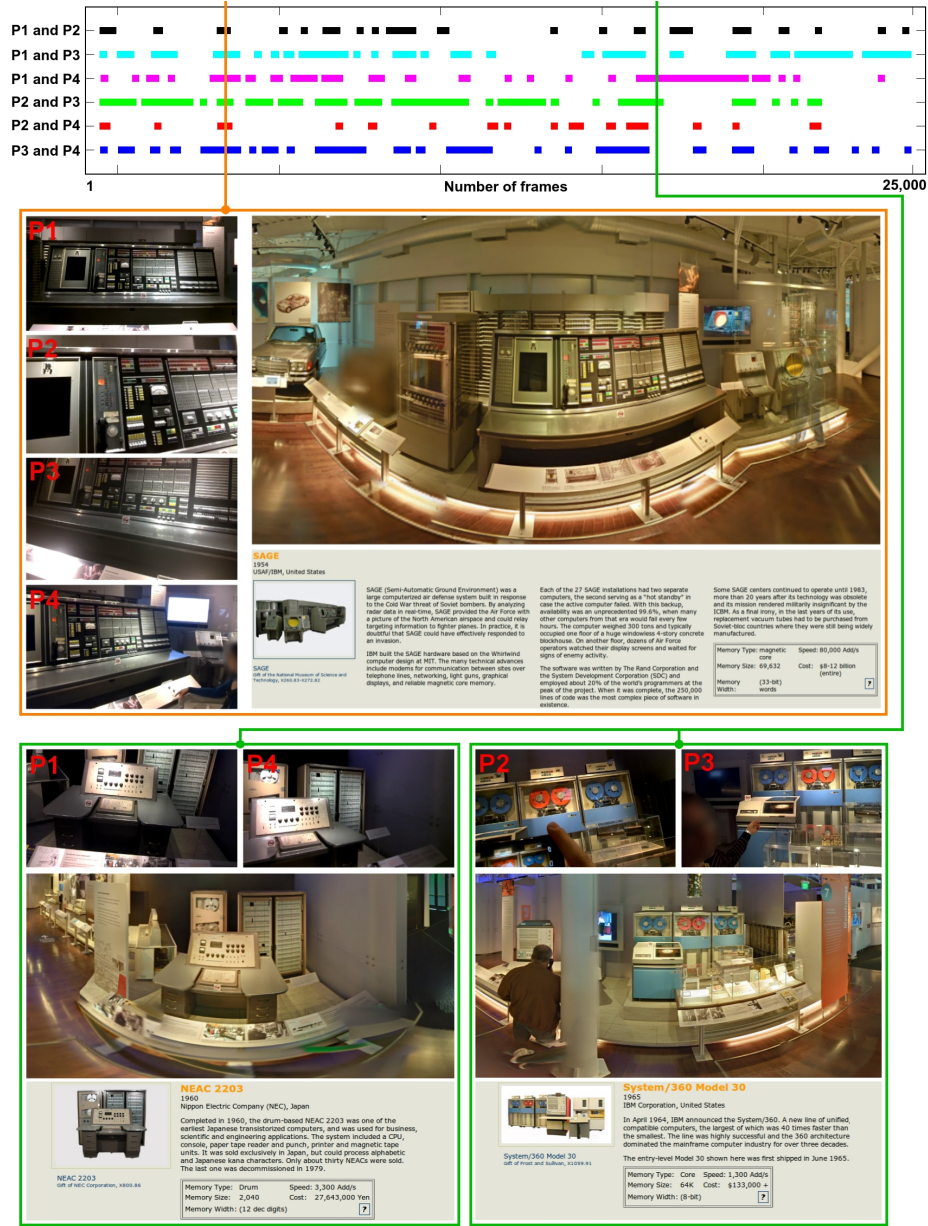 P1 and P2
P1 and P3
P1 and P4
P2 and P3
P2 and P4
P3 and P4
1
Number of frames
25,000
P1
P2
P3
P4
SAGE
1954
USAF/IBM, United States
SAGE
Gift of the National Museum of Science and
Technology, X260.83-X272.82
SAGE (Semi-Automatic Ground Environment) was a
large computerized air defense system built in response
to the Cold War threat of Soviet bombers. By analyzing
radar data in real-time, SAGE provided the Air Force with
a picture of the North American airspace and could relay
targeting information to fighter planes. In practice, it is
doubtful that SAGE could have effectively responded to
an invasion.
IBM built the SAGE hardware based on the Whirlwind
computer design at MIT. The many technical advances
include modems for communication between sites over
telephone lines, networking, light guns, graphical
displays, and reliable magnetic core memory.
Each of the 27 SAGE installations had two separate
computers, the second serving as a "hot standby" in
case the active computer failed. With this backup,
availability was an unprecedented 99.6%, when many
other computers from that era would fail every few
hours. The computer weighed 300 tons and typically
occupied one floor of a huge windowless 4-story concrete
blockhouse. On another floor, dozens of Air Force
operators watched their display screens and waited for
signs of enemy activity.
The software was written by The Rand Corporation and
the System Development Corporation (SDC) and
employed about 20% of the world's programmers at the
peak of the project. When it was complete, the 250,000
lines of code was the most complex piece of software in
existence.
Some SAGE centers continued to operate until 1983,
more than 20 years after its technology was obsolete
and its mission rendered militarily insignificant by the
ICBM. As a final irony, in the last years of its use,
replacement vacuum tubes had to be purchased from
Soviet-bloc countries where they were still being widely
manufactured.
Memory Type: magnetic core Speed: 80,000 Add/s
Memory Size: 69,632 Cost: $8-12 billion (entire)
Memory Width: (33-bit) words ?
P1
P4
P2
P3
7
NEAC 2203
1960
Nippon Electric Company (NEC), Japan
Completed in 1960, the drum-based NEAC 2203 was one of the
earliest Japanese transistorized computers, and was used for business,
scientific and engineering applications. The system included a CPU,
console, paper tape reader and punch, printer and magnetic tape
units. It was sold exclusively in Japan, but could process alphabetic
and Japanese kana characters. Only about thirty NEACs were sold.
The last one was decommissioned in 1979.
NEAC 2203
Gift of NEC Corporation, X800.86
Memory Type: Drum Speed: 3,300 Add/s
Memory Size: 2,040 Cost: 27,643,000 Yen
Memory Width: (12 dec digits) ?
System/360 Model 30
1965
IBM Corporation, United States
In April 1964, IBM announced the System/360. A new line of unified,
compatible computers, the largest of which was 40 times faster than
the smallest. The line was highly successful and the 360 architecture
dominated the mainframe computer industry for over three decades.
The entry-level Model 30 shown here was first shipped in June 1965.
System/360 Model 30
Gift of Frost and Sullivan, X1099.91
Memory Type: Core Speed: 1,300 Add/s
Memory Size: 64K Cost: $133,000 +
Memory Width: (8-bit) ?